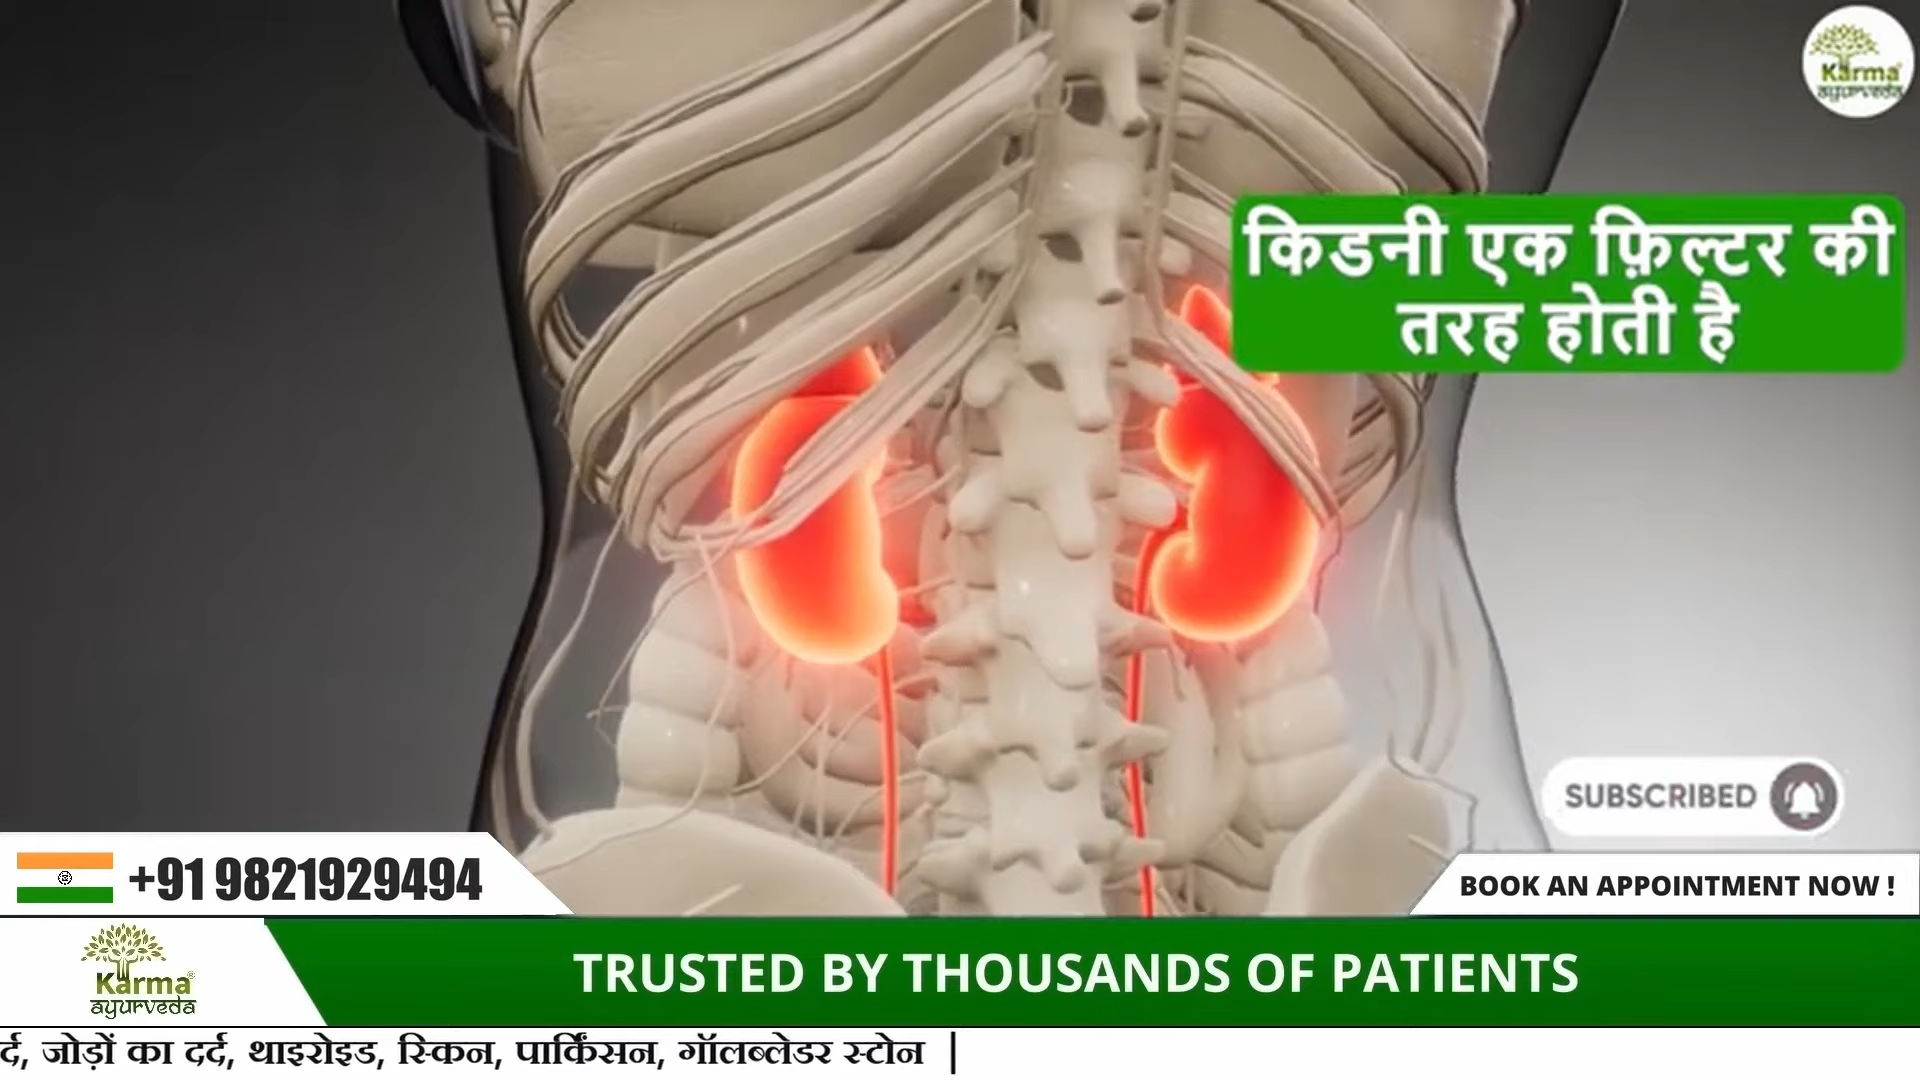 Karma
ayurveda
किडनी एक फ़िल्टर की
तरह होती है
SUBSCRIBED
+91 9821929494
BOOK AN APPOINTMENT NOW !
Karma®
ayurveda
TRUSTED BY THOUSANDS OF PATIENTS
जोड़ों का दर्द, थाइरोइड, स्किन, पार्किंसन, गॉलब्लेडर स्टोन |